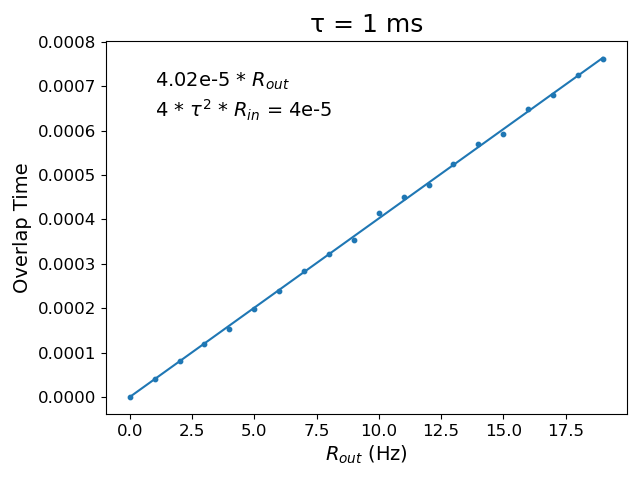 τ = 1 ms
4.02e-5 * R_out
4 * τ² * R_in = 4e-5
Overlap Time
0.0008
0.0007
0.0006
0.0005
0.0004
0.0003
0.0002
0.0001
0.0000
0.0 2.5 5.0 7.5 10.0 12.5 15.0 17.5
R_out (Hz)